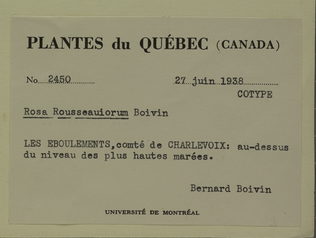 PLANTES du QUÉBEC (CANADA)
No 2450 27 juin 1938
COTYPE
Rosa Rousseauiorum Boivin
LES EBOULEMENTS,comté de CHARLEVOIX: au-dessus
du niveau des plus hautes marées.
Bernard Boivin
UNIVERSITÉ DE MONTRÉAL